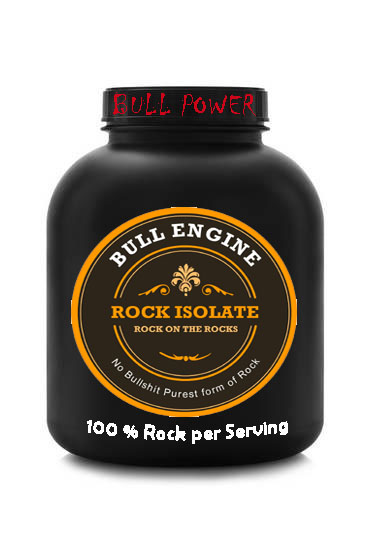 BULL POWER
BULL ENGINE
ROCK ISOLATE
ROCK ON THE ROCKS
No Bullshit Purest form of Rock
100 % Rock per Serving